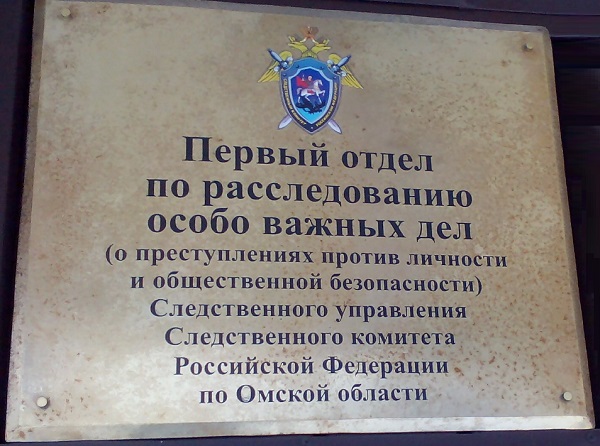 Первый отдел
по расследованию
особо важных дел
(о преступлениях против личности
и общественной безопасности)
Следственного управления
Следственного комитета
Российской Федерации
по Омской области